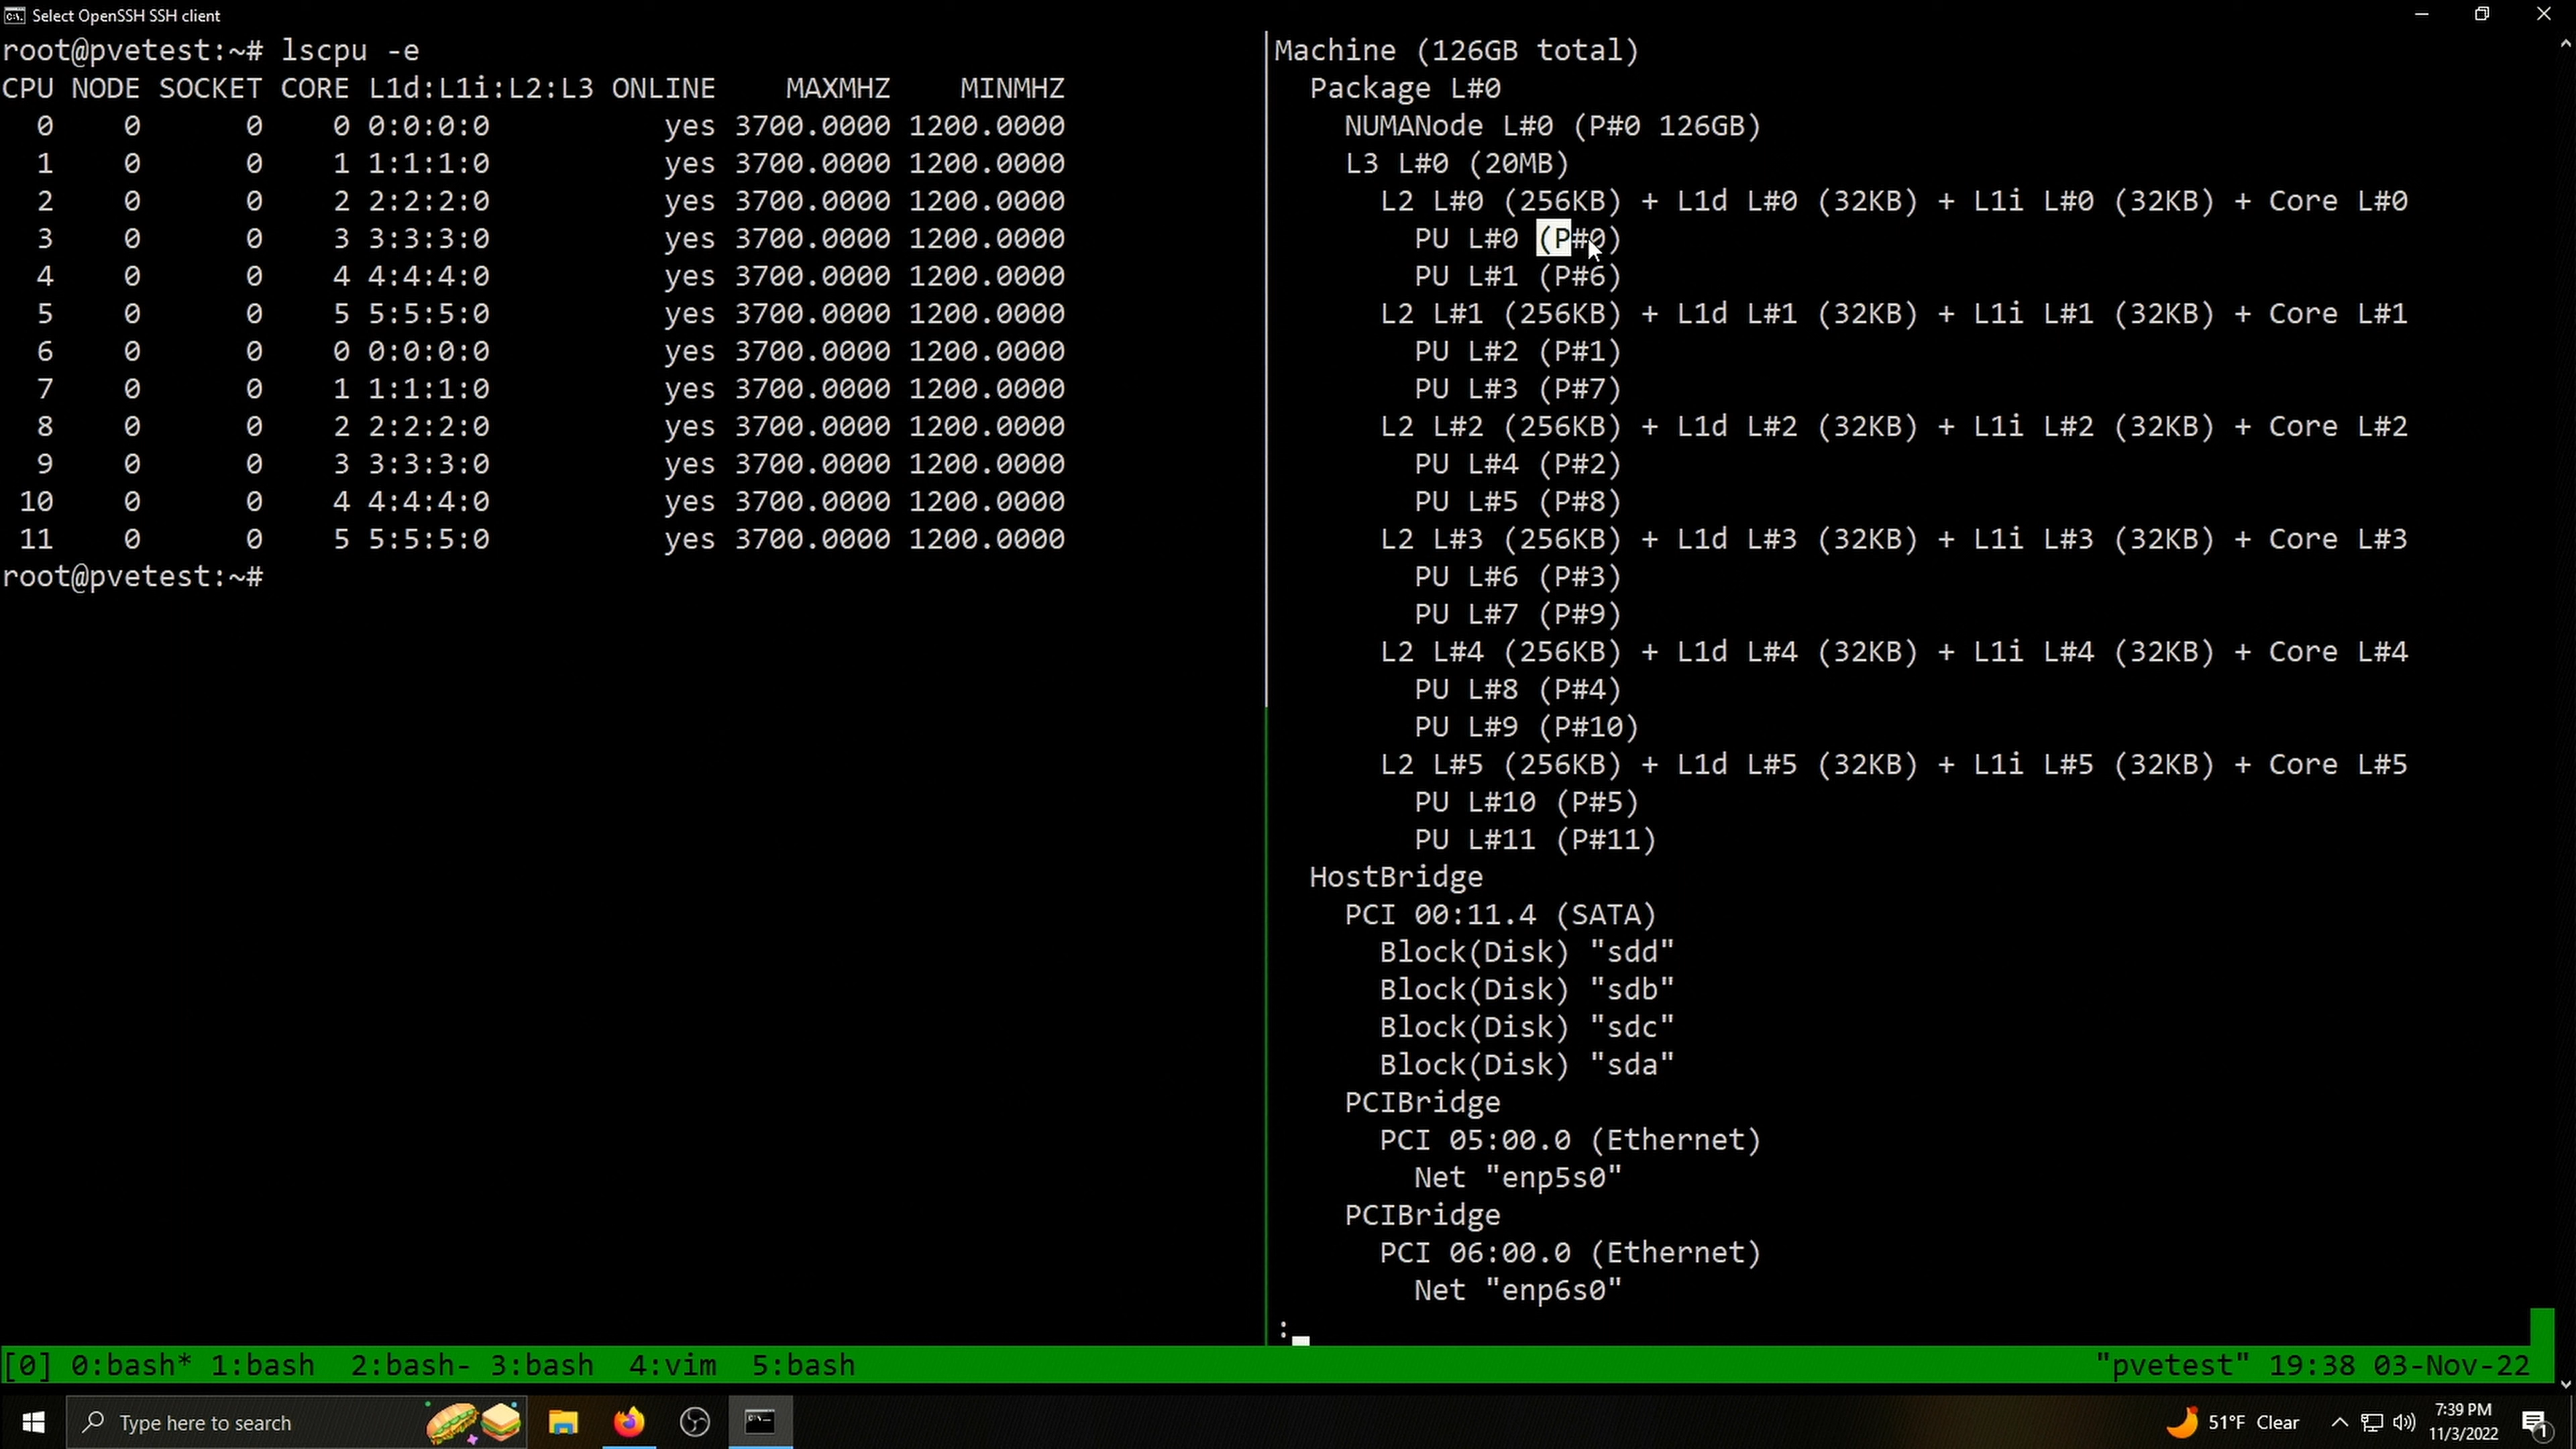 Select OpenSSH SSH client
root@pvetest:~# lscpu -e
CPU NODE SOCKET CORE L1d:L1i:L2:L3 ONLINE    MAXMHZ    MINMHZ
  0    0      0    0 0:0:0:0          yes 3700.0000 1200.0000
  1    0      0    1 1:1:1:0          yes 3700.0000 1200.0000
  2    0      0    2 2:2:2:0          yes 3700.0000 1200.0000
  3    0      0    3 3:3:3:0          yes 3700.0000 1200.0000
  4    0      0    4 4:4:4:0          yes 3700.0000 1200.0000
  5    0      0    5 5:5:5:0          yes 3700.0000 1200.0000
  6    0      0    0 0:0:0:0          yes 3700.0000 1200.0000
  7    0      0    1 1:1:1:0          yes 3700.0000 1200.0000
  8    0      0    2 2:2:2:0          yes 3700.0000 1200.0000
  9    0      0    3 3:3:3:0          yes 3700.0000 1200.0000
 10    0      0    4 4:4:4:0          yes 3700.0000 1200.0000
 11    0      0    5 5:5:5:0          yes 3700.0000 1200.0000
root@pvetest:~#
Machine (126GB total)
  Package L#0
    NUMANode L#0 (P#0 126GB)
    L3 L#0 (20MB)
      L2 L#0 (256KB) + L1d L#0 (32KB) + L1i L#0 (32KB) + Core L#0
        PU L#0 (P#0)
        PU L#1 (P#6)
      L2 L#1 (256KB) + L1d L#1 (32KB) + L1i L#1 (32KB) + Core L#1
        PU L#2 (P#1)
        PU L#3 (P#7)
      L2 L#2 (256KB) + L1d L#2 (32KB) + L1i L#2 (32KB) + Core L#2
        PU L#4 (P#2)
        PU L#5 (P#8)
      L2 L#3 (256KB) + L1d L#3 (32KB) + L1i L#3 (32KB) + Core L#3
        PU L#6 (P#3)
        PU L#7 (P#9)
      L2 L#4 (256KB) + L1d L#4 (32KB) + L1i L#4 (32KB) + Core L#4
        PU L#8 (P#4)
        PU L#9 (P#10)
      L2 L#5 (256KB) + L1d L#5 (32KB) + L1i L#5 (32KB) + Core L#5
        PU L#10 (P#5)
        PU L#11 (P#11)
  HostBridge
    PCI 00:11.4 (SATA)
      Block(Disk) "sdd"
      Block(Disk) "sdb"
      Block(Disk) "sdc"
      Block(Disk) "sda"
    PCIBridge
      PCI 05:00.0 (Ethernet)
        Net "enp5s0"
    PCIBridge
      PCI 06:00.0 (Ethernet)
        Net "enp6s0"
:
[0] 0:bash* 1:bash  2:bash- 3:bash  4:vim  5:bash "pvetest" 19:38 03-Nov-22
Type here to search
51°F Clear
7:39 PM
11/3/2022
1